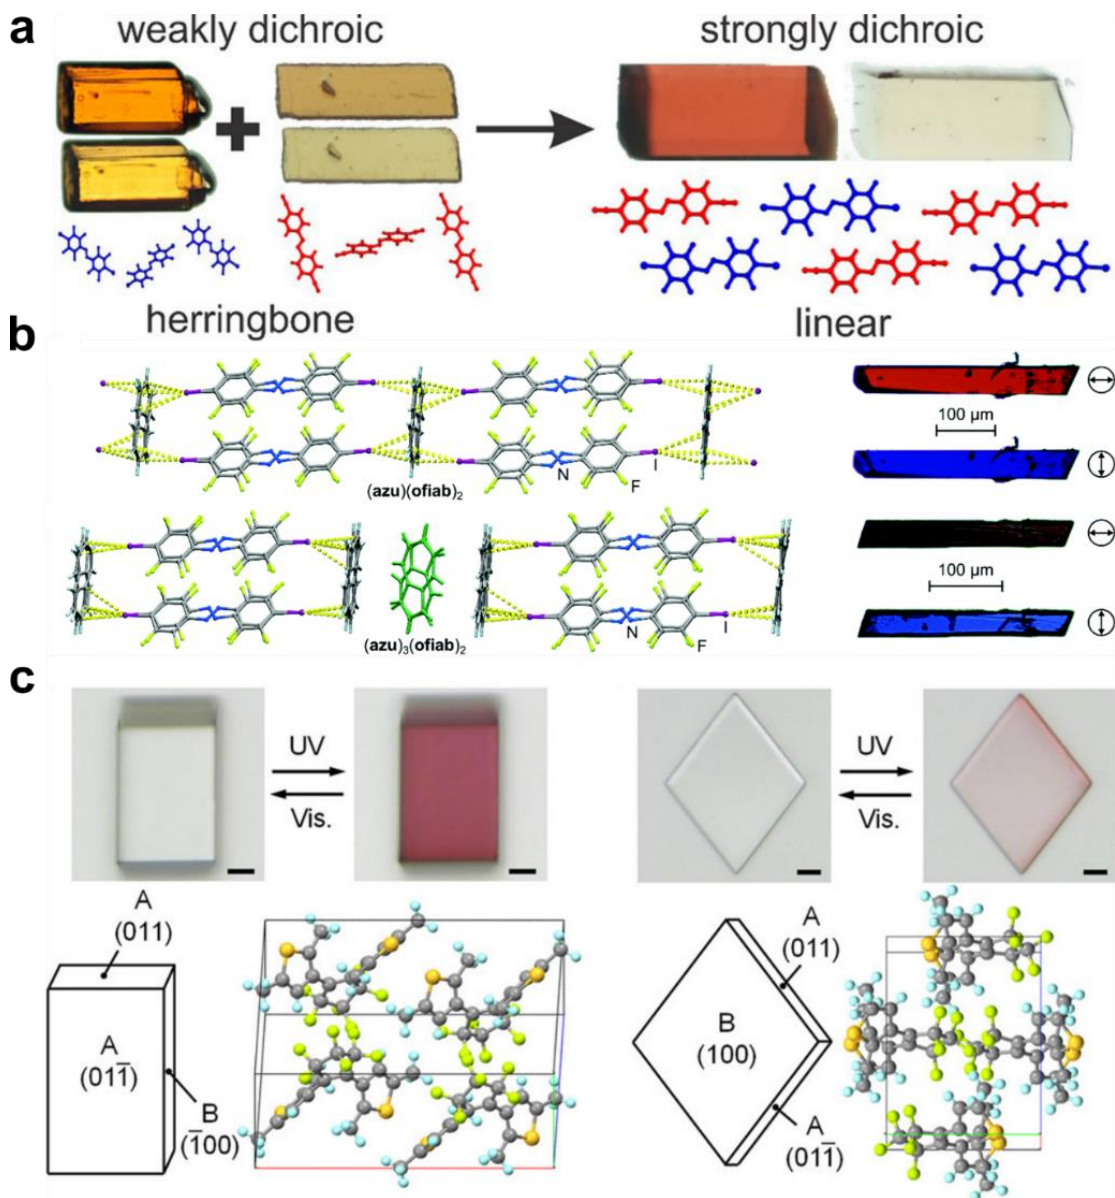 a
weakly dichroic
strongly dichroic
herringbone
linear
b
(azu)(ofiab)2
N
F
I
100 µm
(azu)3(ofiab)2
N
F
I
100 µm
c
UV
Vis.
UV
Vis.
A
(011)
A
(011̄)
B
(1̄00)
A
(011)
B
(100)
A
(011̄)